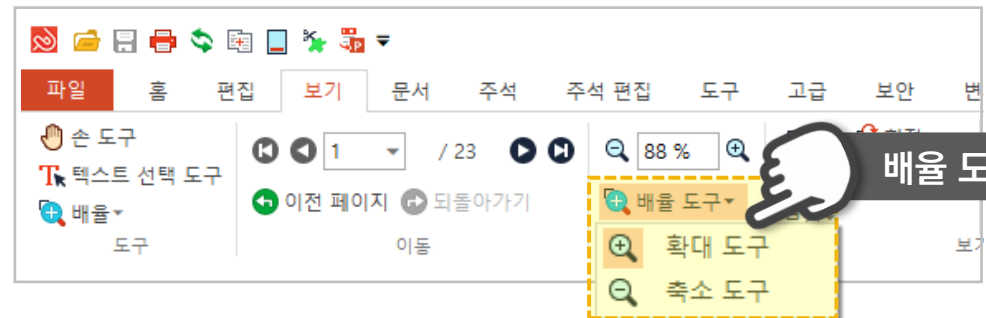 파일 홈 편집 보기 문서 주석 주석 편집 도구 고급 보안
손 도구
텍스트 선택 도구
배율
도구
1 / 23
이전 페이지 되돌아가기
이동
88 %
배율 도구
확대 도구
축소 도구
배율